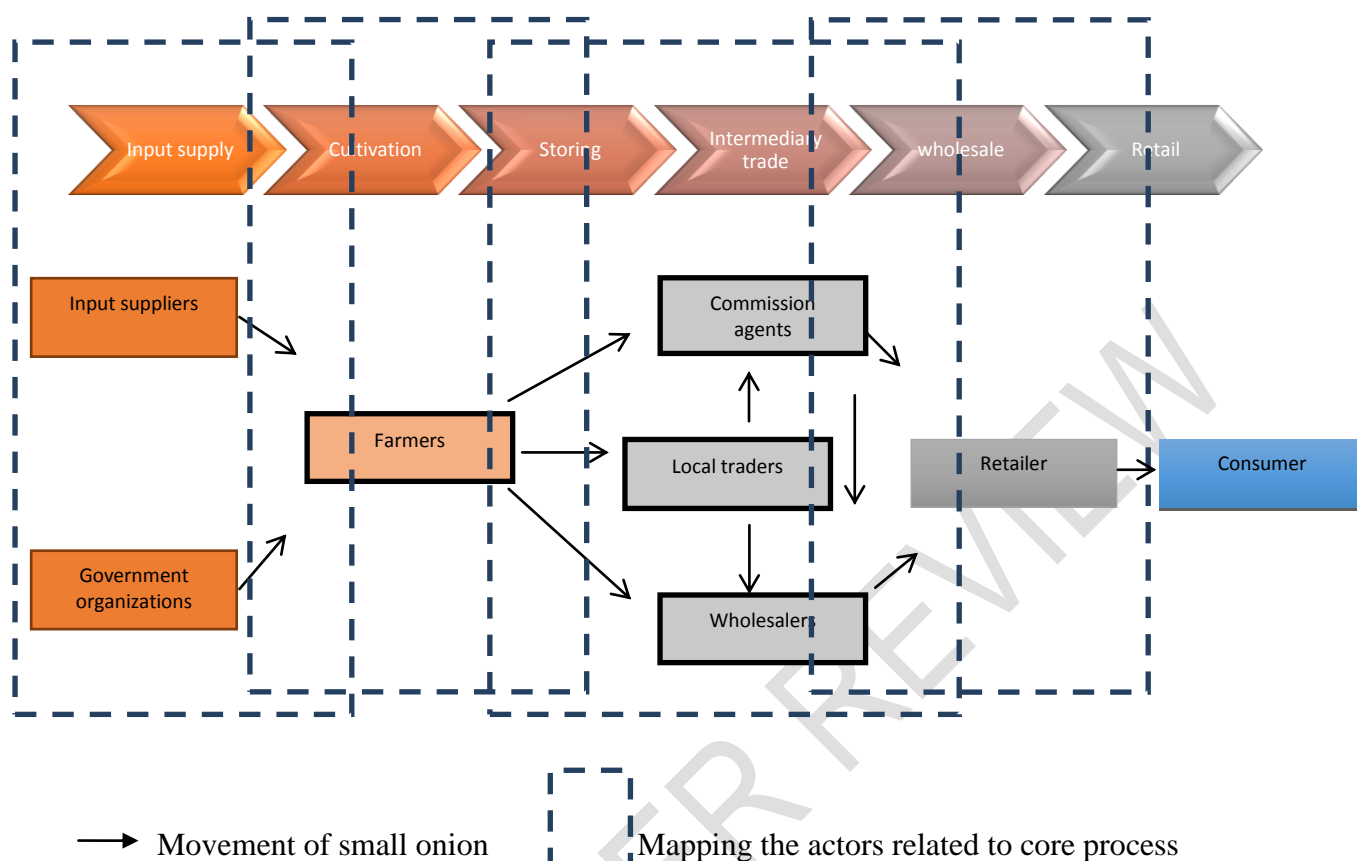 Input supply
Cultivation
Storing
Intermediary
trade
wholesale
Retail
Input suppliers
Commission
agents
Farmers
Local traders
Retailer
Consumer
Government
organizations
Wholesalers
ER REVIEW
Movement of small onion
Mapping the actors related to core process